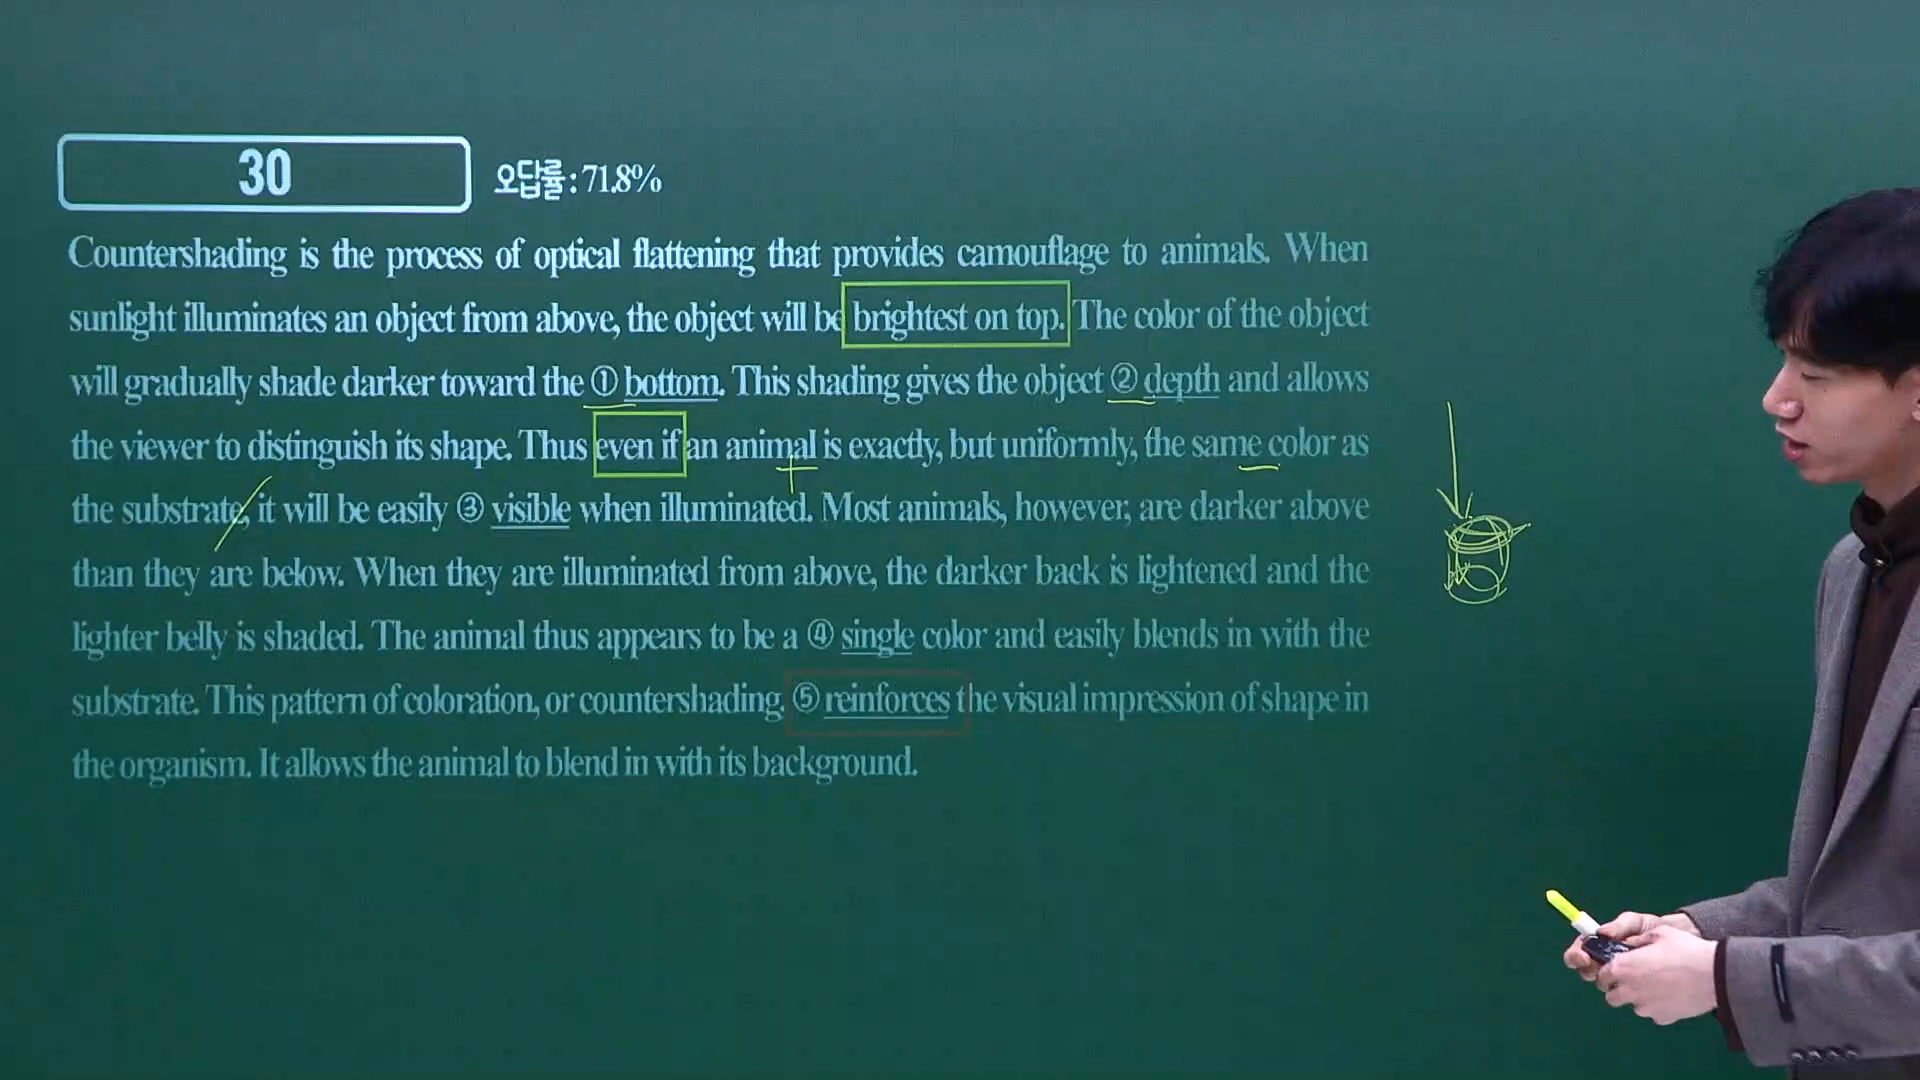 30
오답률 : 71.8%
Countershading is the process of optical flattening that provides camouflage to animals. When
sunlight illuminates an object from above, the object will be brightest on top. The color of the object
will gradually shade darker toward the ① bottom. This shading gives the object ② depth and allows
the viewer to distinguish its shape. Thus even if an animal is exactly, but uniformly, the same color as
the substrate, it will be easily ③ visible when illuminated. Most animals, however, are darker above
than they are below. When they are illuminated from above, the darker back is lightened and the
lighter belly is shaded. The animal thus appears to be a ④ single color and easily blends in with the
substrate. This pattern of coloration, or countershading, ⑤ reinforces the visual impression of shape in
the organism. It allows the animal to blend in with its background.